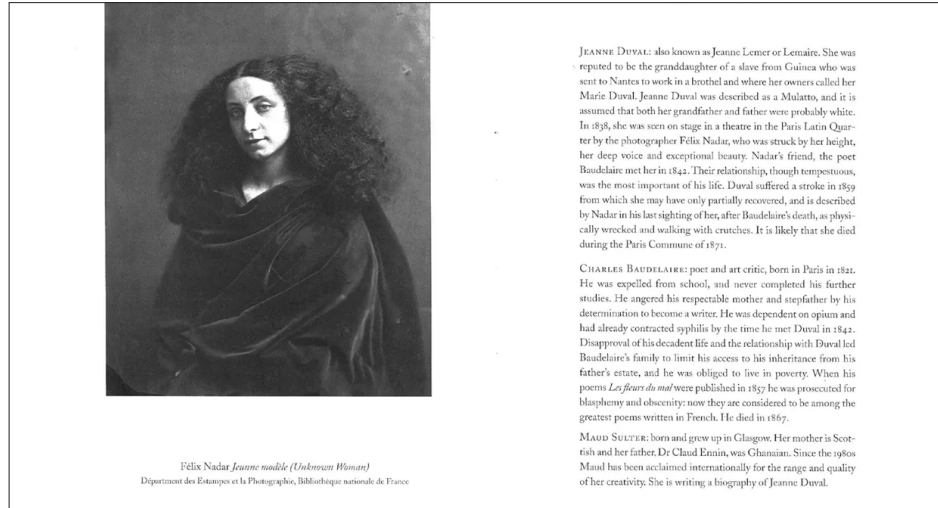 Félix Nadar Jeunne modèle (Unknown Woman)
Départment des Estampes et la Photographie, Bibliothèque nationale de France
JEANNE DUVAL: also known as Jeanne Lemer or Lemaire. She was
reputed to be the granddaughter of a slave from Guinea who was
sent to Nantes to work in a brothel and where her owners called her
Marie Duval. Jeanne Duval was described as a Mulatto, and it is
assumed that both her grandfather and father were probably white.
In 1838, she was seen on stage in a theatre in the Paris Latin Quar-
ter by the photographer Félix Nadar, who was struck by her height,
her deep voice and exceptional beauty. Nadar's friend, the poet
Baudelaire met her in 1842. Their relationship, though tempestuous,
was the most important of his life. Duval suffered a stroke in 1859
from which she may have only partially recovered, and is described
by Nadar in his last sighting of her, after Baudelaire's death, as physi-
cally wrecked and walking with crutches. It is likely that she died
during the Paris Commune of 1871.
CHARLES BAUDELAIRE: poet and art critic, born in Paris in 1821.
He was expelled from school, and never completed his further
studies. He angered his respectable mother and stepfather by his
determination to become a writer. He was dependent on opium and
had already contracted syphilis by the time he met Duval in 1842.
Disapproval of his decadent life and the relationship with Duval led
Baudelaire's family to limit his access to his inheritance from his
father's estate, and he was obliged to live in poverty. When his
poems Les fleurs du mal were published in 1857 he was prosecuted for
blasphemy and obscenity: now they are considered to be among the
greatest poems written in French. He died in 1867.
MAUD SULTER: born and grew up in Glasgow. Her mother is Scot-
tish and her father, Dr Claud Ennin, was Ghanaian. Since the 1980s
Maud has been acclaimed internationally for the range and quality
of her creativity. She is writing a biography of Jeanne Duval.